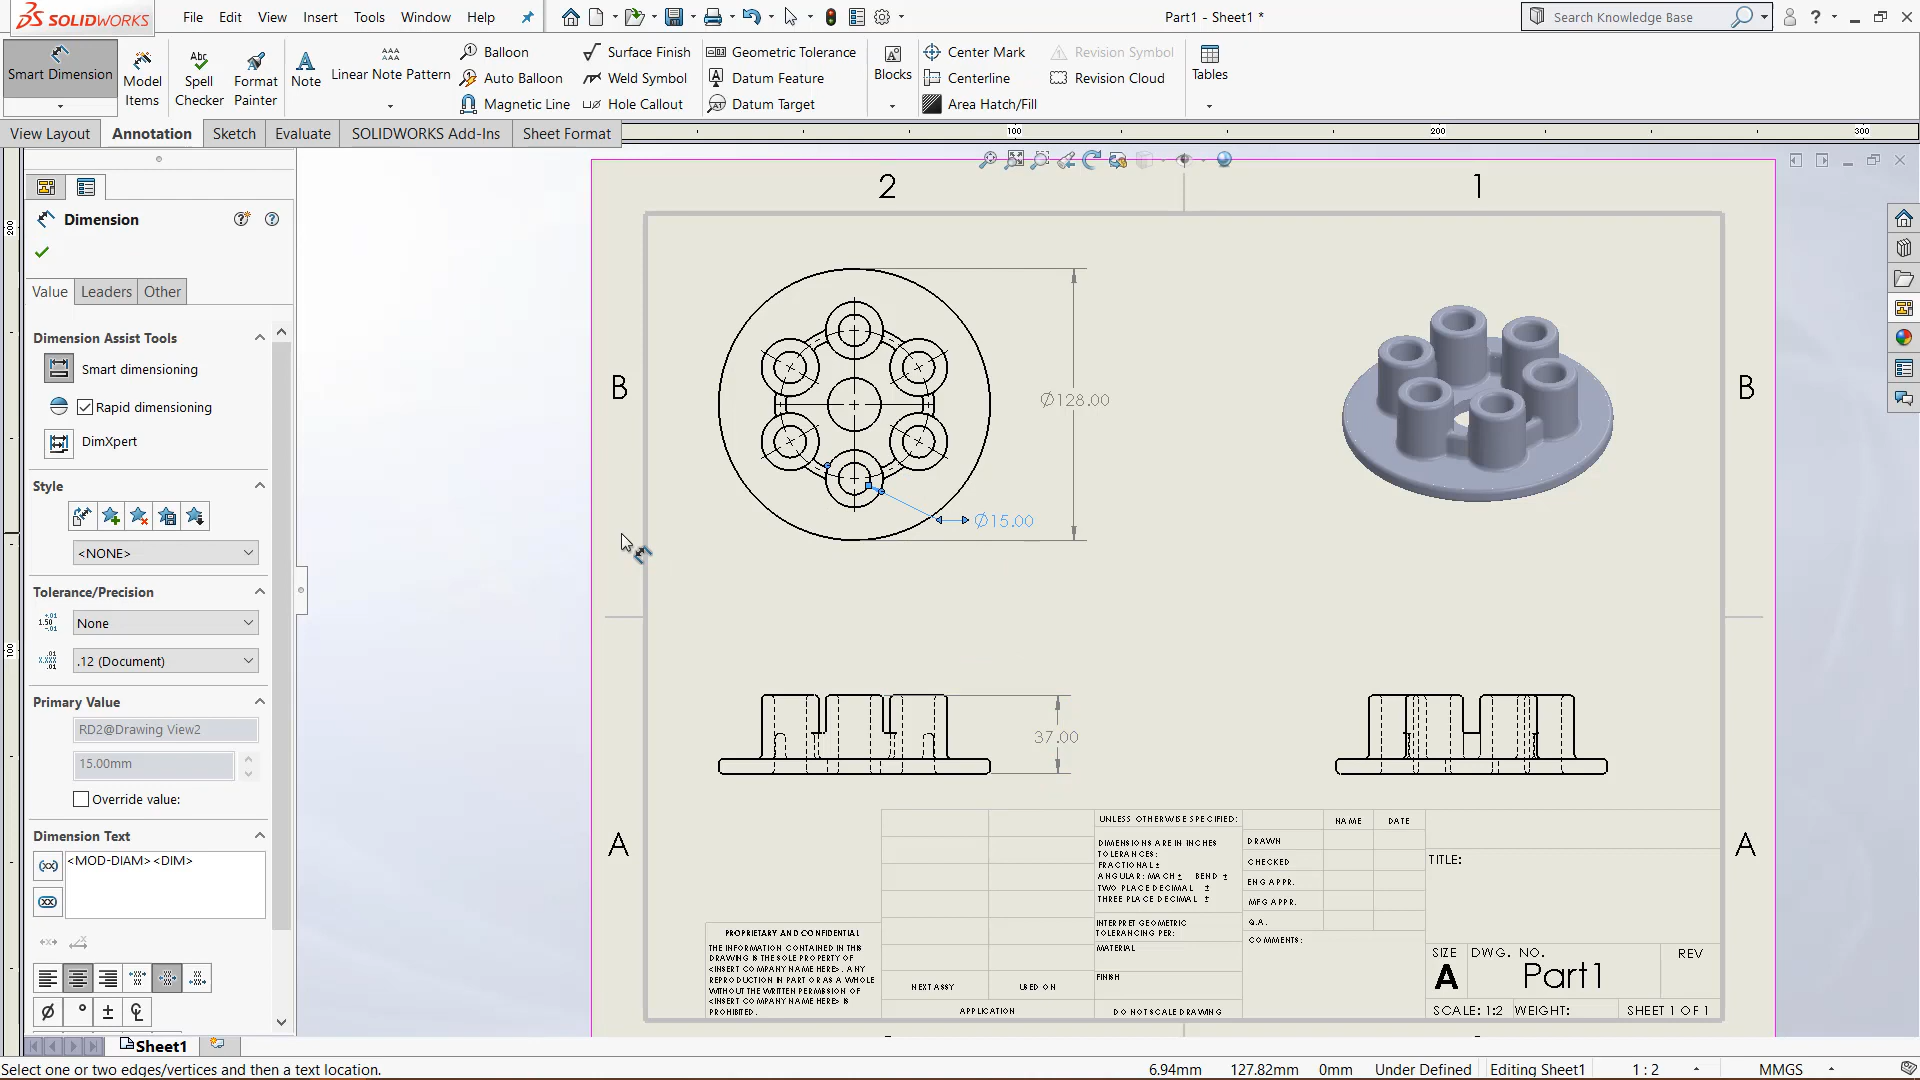 SOLIDWORKS File Edit View Insert Tools Window Help Part1 - Sheet1 * Search Knowledge Base
Smart Dimension
Model Items
Spell Checker
Format Painter
Note
Linear Note Pattern
Balloon
Auto Balloon
Magnetic Line
Surface Finish
Weld Symbol
Hole Callout
Geometric Tolerance
Datum Feature
Datum Target
Blocks
Center Mark
Centerline
Area Hatch/Fill
Revision Symbol
Revision Cloud
Tables
View Layout Annotation Sketch Evaluate SOLIDWORKS Add-Ins Sheet Format
100 200 300
200
100
Dimension
Value Leaders Other
Dimension Assist Tools
Smart dimensioning
Rapid dimensioning
DimXpert
Style
<NONE>
Tolerance/Precision
None
.12 (Document)
Primary Value
RD2@Drawing View2
15.00mm
Override value:
Dimension Text
<MOD-DIAM><DIM>
2 1
B B
A A
∅128.00
∅15.00
37.00
UNLESS OTHERWISE SPECIFIED:
DIMENSIONS ARE IN INCHES
TOLERANCES:
FRACTIONAL±
ANGULAR: MACH± BEND ±
TWO PLACE DECIMAL ±
THREE PLACE DECIMAL ±
INTERPRET GEOMETRIC
TOLERANCING PER:
MATERIAL
FINISH
DO NOT SCALE DRAWING
NAME DATE
DRAWN
CHECKED
ENG APPR.
MFG APPR.
Q.A.
COMMENTS:
TITLE:
SIZE DWG. NO. REV
A Part1
SCALE: 1:2 WEIGHT: SHEET 1 OF 1
PROPRIETARY AND CONFIDENTIAL
THE INFORMATION CONTAINED IN THIS
DRAWING IS THE SOLE PROPERTY OF
<INSERT COMPANY NAME HERE>. ANY
REPRODUCTION IN PART OR AS A WHOLE
WITHOUT THE WRITTEN PERMISSION OF
<INSERT COMPANY NAME HERE> IS
PROHIBITED.
NEXT ASSY USED ON
APPLICATION
Sheet1
Select one or two edges/vertices and then a text location. 6.94mm 127.82mm 0mm Under Defined Editing Sheet1 1 : 2 MMGS